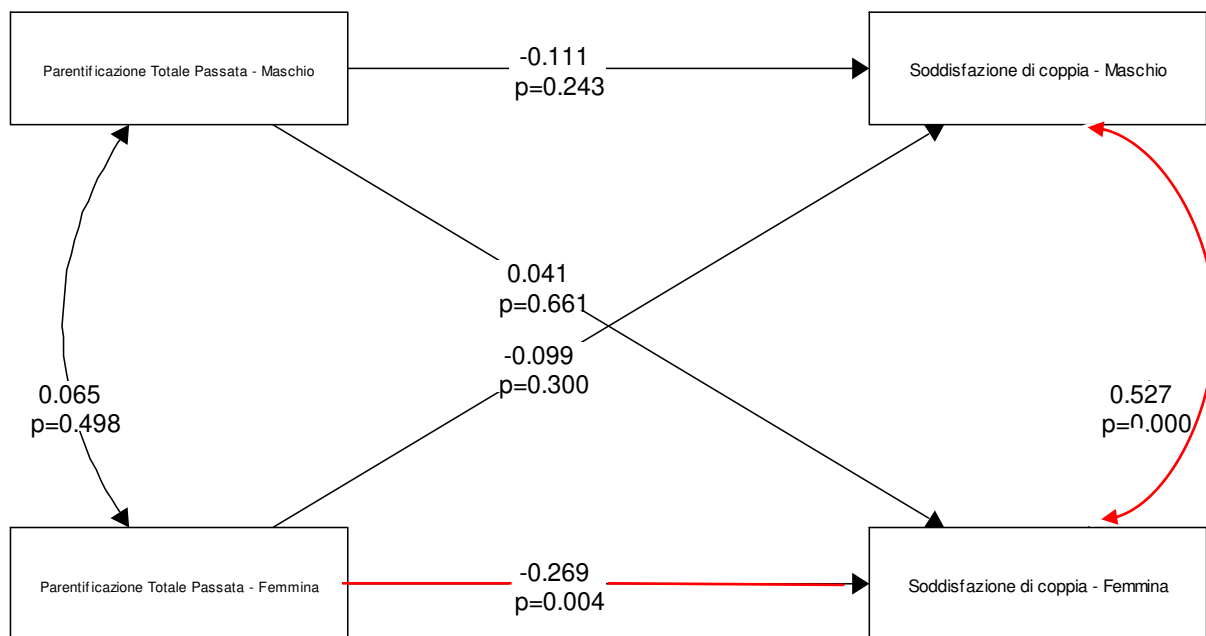 Parentificazione Totale Passata - Maschio
-0.111
p=0.243
Soddisfazione di coppia - Maschio
0.041
p=0.661
-0.099
p=0.300
0.065
p=0.498
0.527
p=0.000
Parentificazione Totale Passata - Femmina
-0.269
p=0.004
Soddisfazione di coppia - Femmina